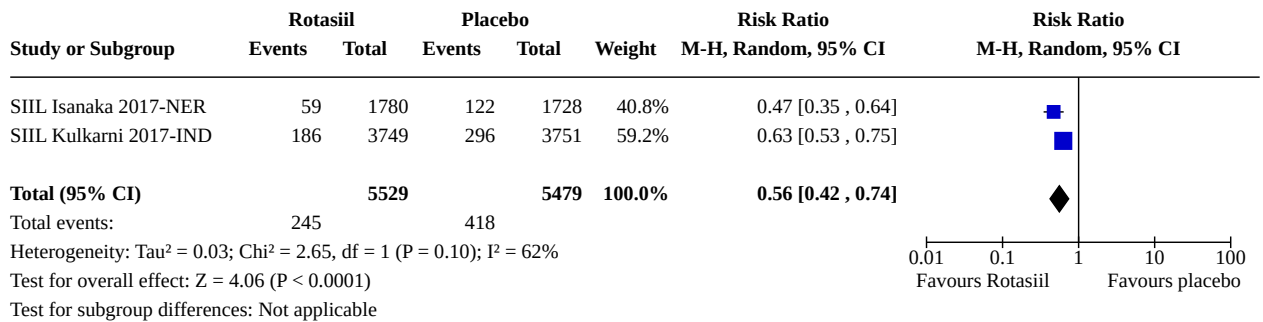 Rotasiil Placebo Risk Ratio Risk Ratio
Study or Subgroup Events Total Events Total Weight M-H, Random, 95% CI M-H, Random, 95% CI
SIIL Isanaka 2017-NER 59 1780 122 1728 40.8% 0.47 [0.35 , 0.64]
SIIL Kulkarni 2017-IND 186 3749 296 3751 59.2% 0.63 [0.53 , 0.75]
Total (95% CI) 5529 5479 100.0% 0.56 [0.42 , 0.74]
Total events: 245 418
Heterogeneity: Tau² = 0.03; Chi² = 2.65, df = 1 (P = 0.10); I² = 62%
Test for overall effect: Z = 4.06 (P < 0.0001)
Test for subgroup differences: Not applicable
0.01 0.1 1 10 100
Favours Rotasiil Favours placebo